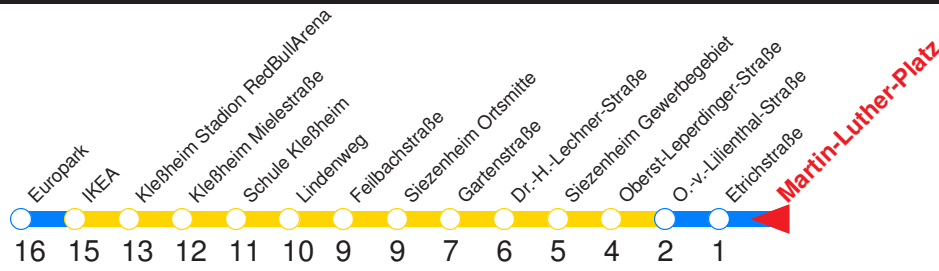 Europark
IKEA
Kleßheim Stadion RedBullArena
Kleßheim Mielestraße
Schule Kleßheim
Lindenweg
Feilbachstraße
Siezenheim Ortsmitte
Gartenstraße
Dr.-H.-Lechner-Straße
Siezenheim Gewerbegebiet
Oberst-Leperdinger-Straße
O.-v.-Lilienthal-Straße
Etrichstraße
Martin-Luther-Platz
16 15 13 12 11 10 9 9 7 6 5 4 2 1